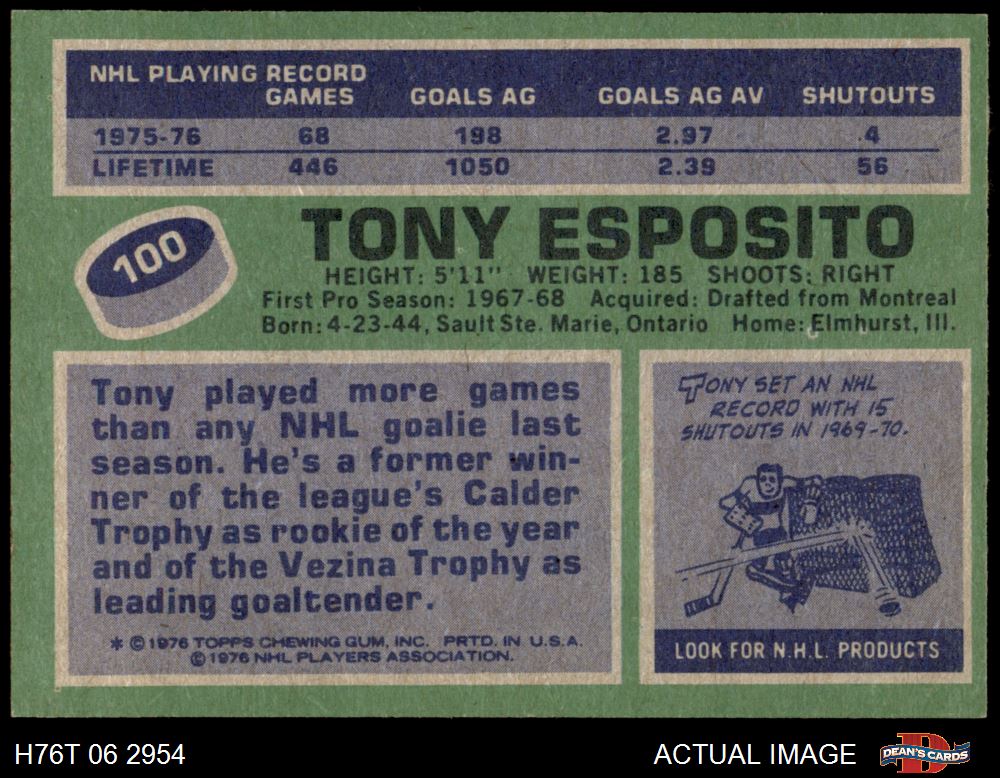 NHL PLAYING RECORD
GAMES GOALS AG GOALS AG AV SHUTOUTS
1975-76 68 198 2.97 4
LIFETIME 446 1050 2.39 56
100
TONY ESPOSITO
HEIGHT: 5'11" WEIGHT: 185 SHOOTS: RIGHT
First Pro Season: 1967-68 Acquired: Drafted from Montreal
Born: 4-23-44, Sault Ste. Marie, Ontario Home: Elmhurst, Ill.
Tony played more games
than any NHL goalie last
season. He's a former win-
ner of the league's Calder
Trophy as rookie of the year
and of the Vezina Trophy as
leading goaltender.
* © 1976 TOPPS CHEWING GUM, INC. PRTD. IN U.S.A.
© 1976 NHL PLAYERS ASSOCIATION.
TONY SET AN NHL
RECORD WITH 15
SHUTOUTS IN 1969-70.
LOOK FOR N.H.L. PRODUCTS
H76T 06 2954
ACTUAL IMAGE
D
DEAN'S CARDS